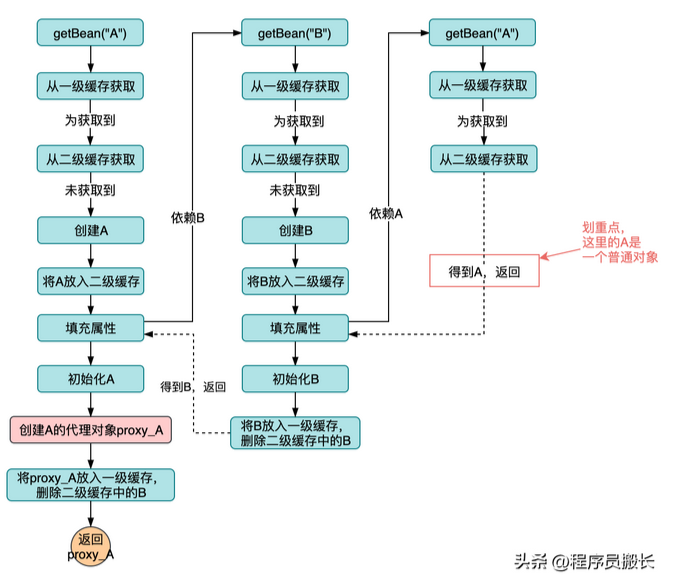 getBean("A")
从一级缓存获取
为获取到
从二级缓存获取
未获取到
创建A
将A放入二级缓存
填充属性
初始化A
创建A的代理对象proxy_A
将proxy_A放入一级缓存，
删除二级缓存中的B
返回
proxy_A
依赖B
getBean("B")
从一级缓存获取
为获取到
从二级缓存获取
未获取到
创建B
将B放入二级缓存
填充属性
初始化B
将B放入一级缓存，
删除二级缓存中的B
得到B，返回
依赖A
getBean("A")
从一级缓存获取
为获取到
从二级缓存获取
得到A，返回
划重点，
这里的A是
一个普通对象
头条 @程序员搬长